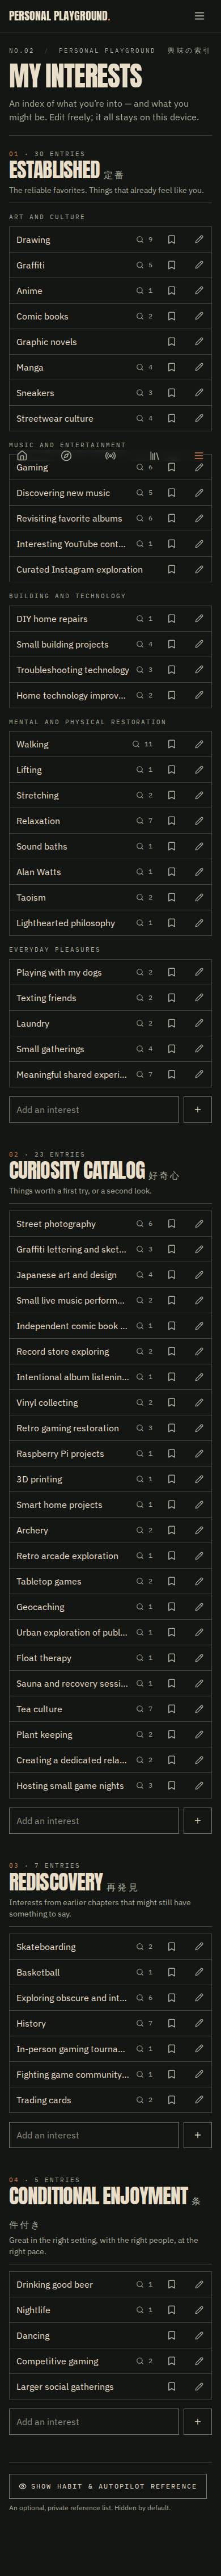 PERSONAL PLAYGROUND.
NO.02 / PERSONAL PLAYGROUND 興味の索引
MY INTERESTS
An index of what you're into — and what you
might be. Edit freely; it all stays on this device.
01 · 30 ENTRIES
ESTABLISHED 定番
The reliable favorites. Things that already feel like you.
ART AND CULTURE
Drawing 9
Graffiti 5
Anime 1
Comic books 2
Graphic novels
Manga 4
Sneakers 3
Streetwear culture 4
MUSIC AND ENTERTAINMENT
Gaming 6
Discovering new music 5
Revisiting favorite albums 6
Interesting YouTube cont... 1
Curated Instagram exploration
BUILDING AND TECHNOLOGY
DIY home repairs 1
Small building projects 4
Troubleshooting technology 3
Home technology improv... 2
MENTAL AND PHYSICAL RESTORATION
Walking 11
Lifting 1
Stretching 2
Relaxation 7
Sound baths 1
Alan Watts 1
Taoism 2
Lighthearted philosophy 1
EVERYDAY PLEASURES
Playing with my dogs 2
Texting friends 2
Laundry 2
Small gatherings 4
Meaningful shared experi... 7
Add an interest +
02 · 23 ENTRIES
CURIOSITY CATALOG 好奇心
Things worth a first try, or a second look.
Street photography 6
Graffiti lettering and sket... 3
Japanese art and design 4
Small live music perform... 2
Independent comic book ... 1
Record store exploring 2
Intentional album listenin... 1
Vinyl collecting 2
Retro gaming restoration 3
Raspberry Pi projects 1
3D printing 1
Smart home projects 1
Archery 2
Retro arcade exploration 1
Tabletop games 2
Geocaching 1
Urban exploration of publ... 1
Float therapy 1
Sauna and recovery sessi... 1
Tea culture 7
Plant keeping 2
Creating a dedicated rela... 2
Hosting small game nights 3
Add an interest +
03 · 7 ENTRIES
REDISCOVERY 再発見
Interests from earlier chapters that might still have
something to say.
Skateboarding 2
Basketball 1
Exploring obscure and int... 6
History 7
In-person gaming tourna... 1
Fighting game community... 1
Trading cards 2
Add an interest +
04 · 5 ENTRIES
CONDITIONAL ENJOYMENT 条
件付き
Great in the right setting, with the right people, at the
right pace.
Drinking good beer 1
Nightlife 1
Dancing
Competitive gaming 2
Larger social gatherings
Add an interest +
SHOW HABIT & AUTOPILOT REFERENCE
An optional, private reference list. Hidden by default.